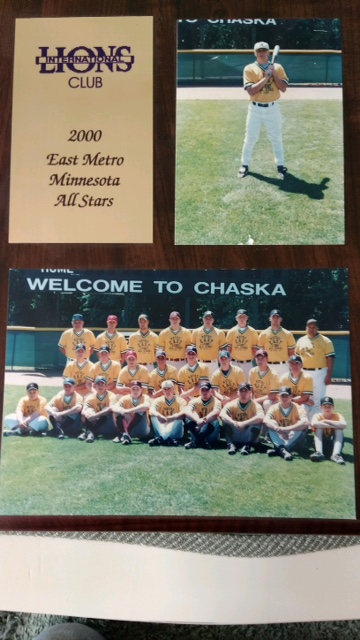 LIONS
INTERNATIONAL
CLUB
2000
East Metro
Minnesota
All Stars
TO CHASKA
HOME
WELCOME TO CHASKA